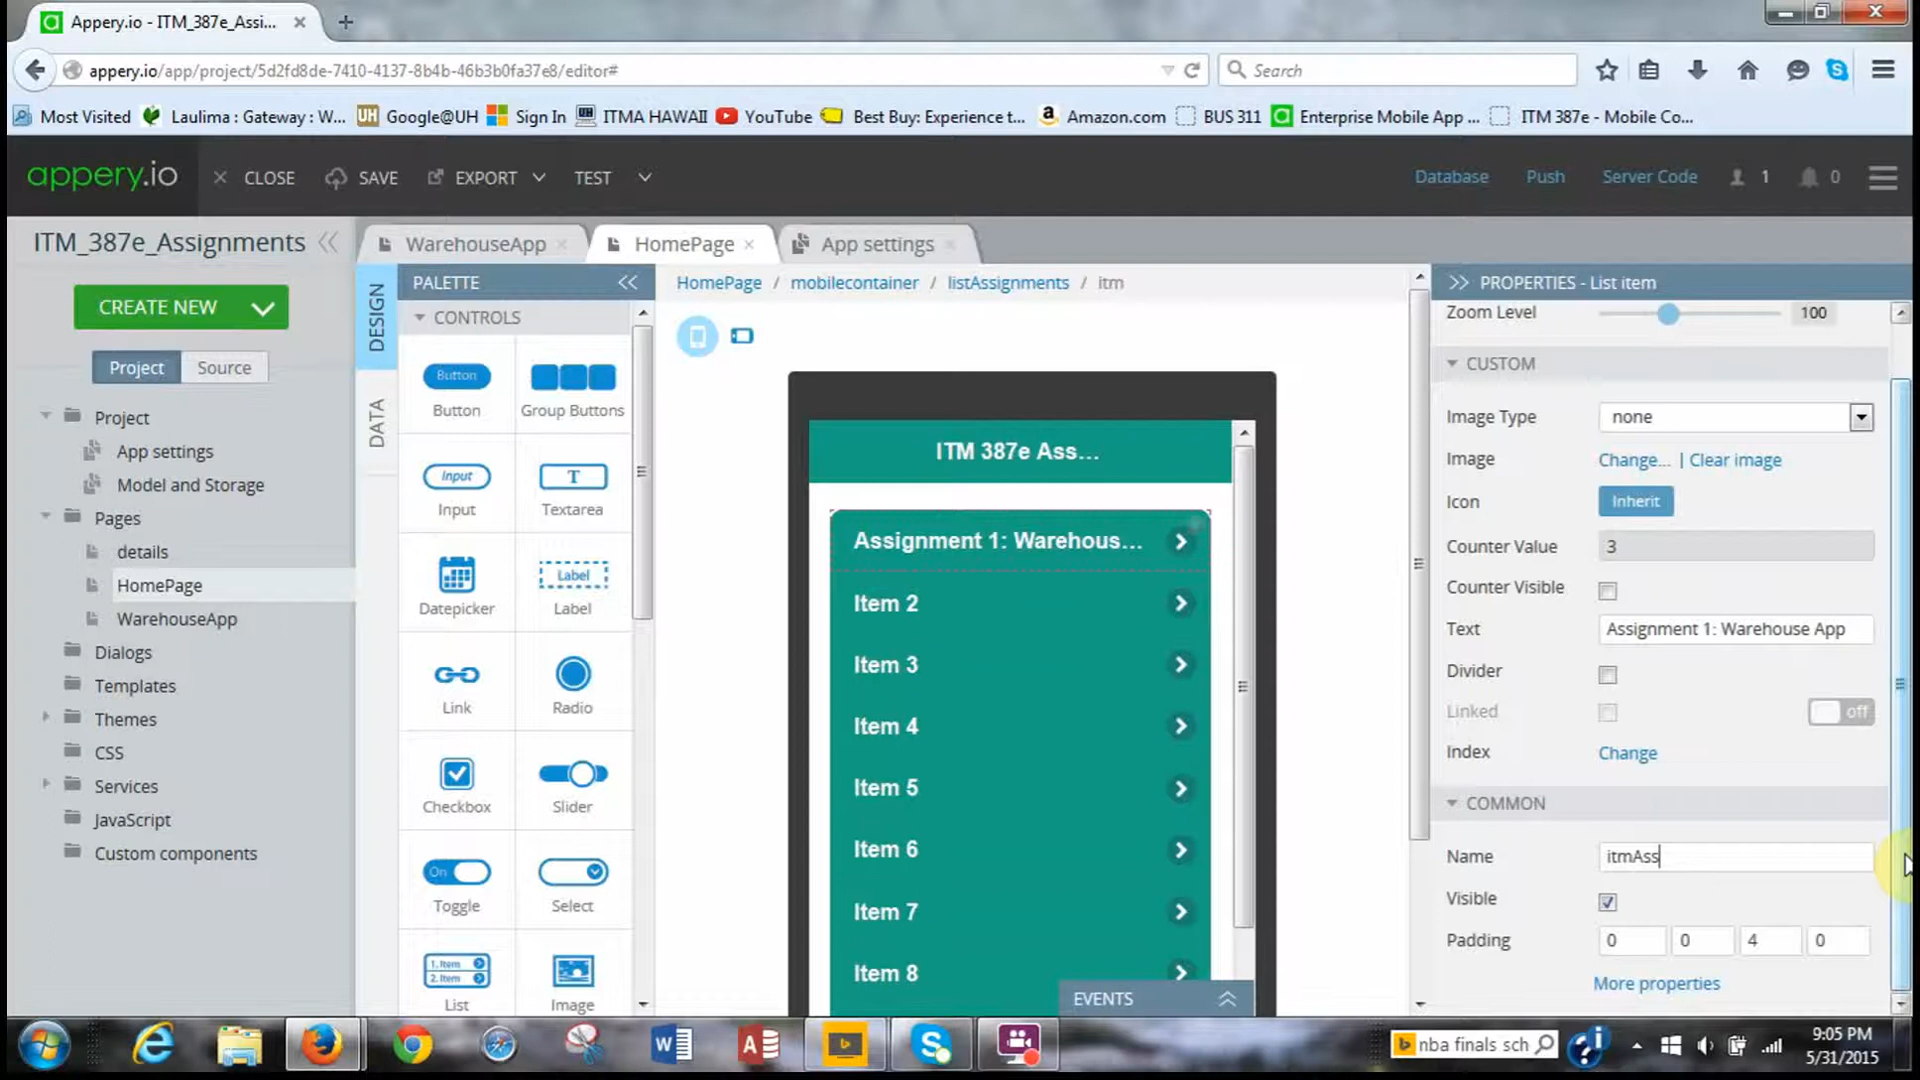 Appery.io - ITM_387e_Assi...
appery.io/app/project/5d2fd8de-7410-4137-8b4b-46b3b0fa37e8/editor#
Search
Most Visited
Laulima : Gateway : W...
UH Google@UH
Sign In
ITMA HAWAII
YouTube
Best Buy: Experience t...
Amazon.com
BUS 311
Enterprise Mobile App ...
ITM 387e - Mobile Co...
appery.io
CLOSE
SAVE
EXPORT
TEST
Database
Push
Server Code
1
0
ITM_387e_Assignments
WarehouseApp
HomePage
App settings
CREATE NEW
Project
Source
Project
App settings
Model and Storage
Pages
details
HomePage
WarehouseApp
Dialogs
Templates
Themes
CSS
Services
JavaScript
Custom components
DESIGN
DATA
PALETTE
CONTROLS
Button
Button
Group Buttons
Input
Input
T
Textarea
Datepicker
Label
Label
Link
Radio
Checkbox
Slider
On
Toggle
Select
1. Item
2. Item
List
Image
HomePage / mobilecontainer / listAssignments / itm
ITM 387e Ass...
Assignment 1: Warehous...
Item 2
Item 3
Item 4
Item 5
Item 6
Item 7
Item 8
EVENTS
PROPERTIES - List item
Zoom Level 100
CUSTOM
Image Type none
Image Change... | Clear image
Icon Inherit
Counter Value 3
Counter Visible
Text Assignment 1: Warehouse App
Divider
Linked off
Index Change
COMMON
Name itmAss
Visible
Padding 0 0 4 0
More properties
nba finals sch
9:05 PM
5/31/2015